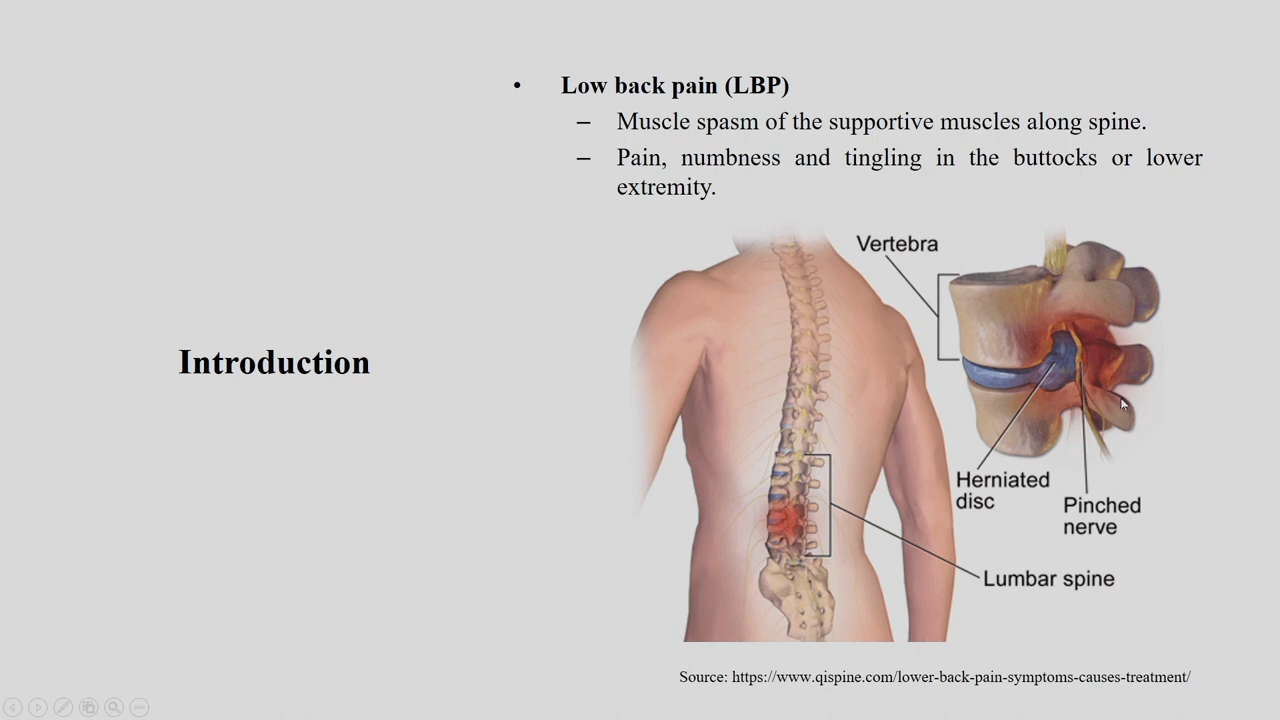 Introduction
• Low back pain (LBP)
– Muscle spasm of the supportive muscles along spine.
– Pain, numbness and tingling in the buttocks or lower
extremity.
Vertebra
Herniated
disc
Pinched
nerve
Lumbar spine
Source: https://www.qispine.com/lower-back-pain-symptoms-causes-treatment/